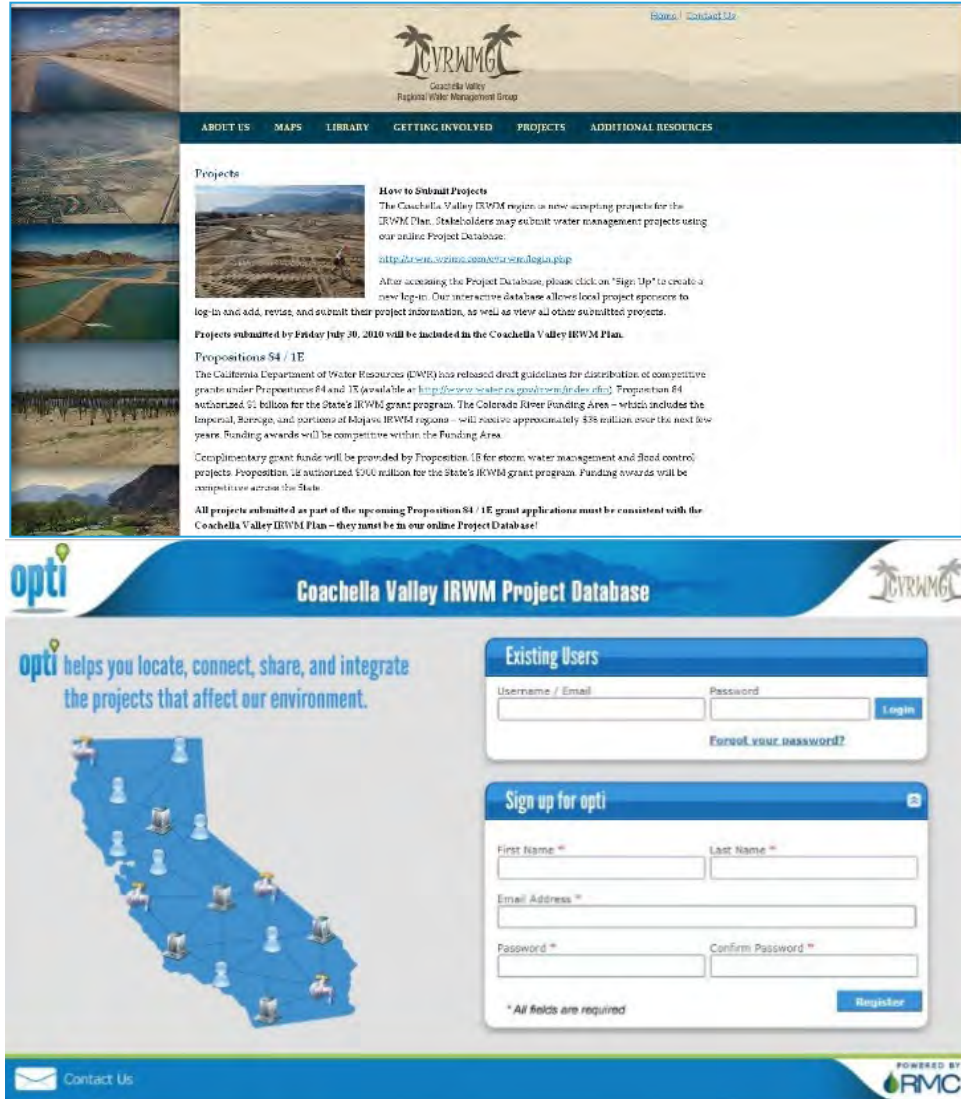 Home | Contact Us
CVRWMG
Coachella Valley
Regional Water Management Group
ABOUT US MAPS LIBRARY GETTING INVOLVED PROJECTS ADDITIONAL RESOURCES
Projects
How to Submit Projects
The Coachella Valley IRWM region is now accepting projects for the
IRWM Plan. Stakeholders may submit water management projects using
our online Project Database:
After accessing the Project Database, please click on "Sign Up" to create a
new log-in. Our interactive database allows local project sponsors to
log-in and add, revise, and submit their project information, as well as view all other submitted projects.
Projects submitted by Friday July 30, 2010 will be included in the Coachella Valley IRWM Plan.
Propositions 84 / 1E
The California Department of Water Resources (DWR) has released draft guidelines for distribution of competitive
grants under Propositions 84 and 1E (available at http://www.water.ca.gov/irwm/index.cfm). Proposition 84
authorized $1 billion for the State's IRWM grant program. The Colorado River Funding Area – which includes the
Imperial, Borrego, and portions of Mojave IRWM regions – will receive approximately $36 million over the next few
years. Funding awards will be competitive within the Funding Area.
Complimentary grant funds will be provided by Proposition 1E for storm water management and flood control
projects. Proposition 1E authorized $300 million for the State's IRWM grant program. Funding awards will be
competitive across the State.
All projects submitted as part of the upcoming Proposition 84 / 1E grant applications must be consistent with the
Coachella Valley IRWM Plan – they must be in our online Project Database!
opti
Coachella Valley IRWM Project Database
CVRWMG
opti helps you locate, connect, share, and integrate
the projects that affect our environment.
Existing Users
Username / Email Password
Login
Forgot your password?
Sign up for opti
First Name * Last Name *
Email Address *
Password * Confirm Password *
* All fields are required
Register
Contact Us
POWERED BY
RMC